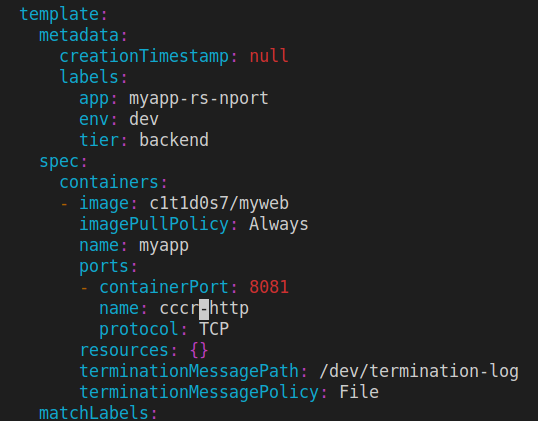 template:
  metadata:
    creationTimestamp: null
    labels:
      app: myapp-rs-nport
      env: dev
      tier: backend
  spec:
    containers:
    - image: c1t1d0s7/myweb
      imagePullPolicy: Always
      name: myapp
      ports:
      - containerPort: 8081
        name: cccr-http
        protocol: TCP
      resources: {}
      terminationMessagePath: /dev/termination-log
      terminationMessagePolicy: File
  matchLabels: